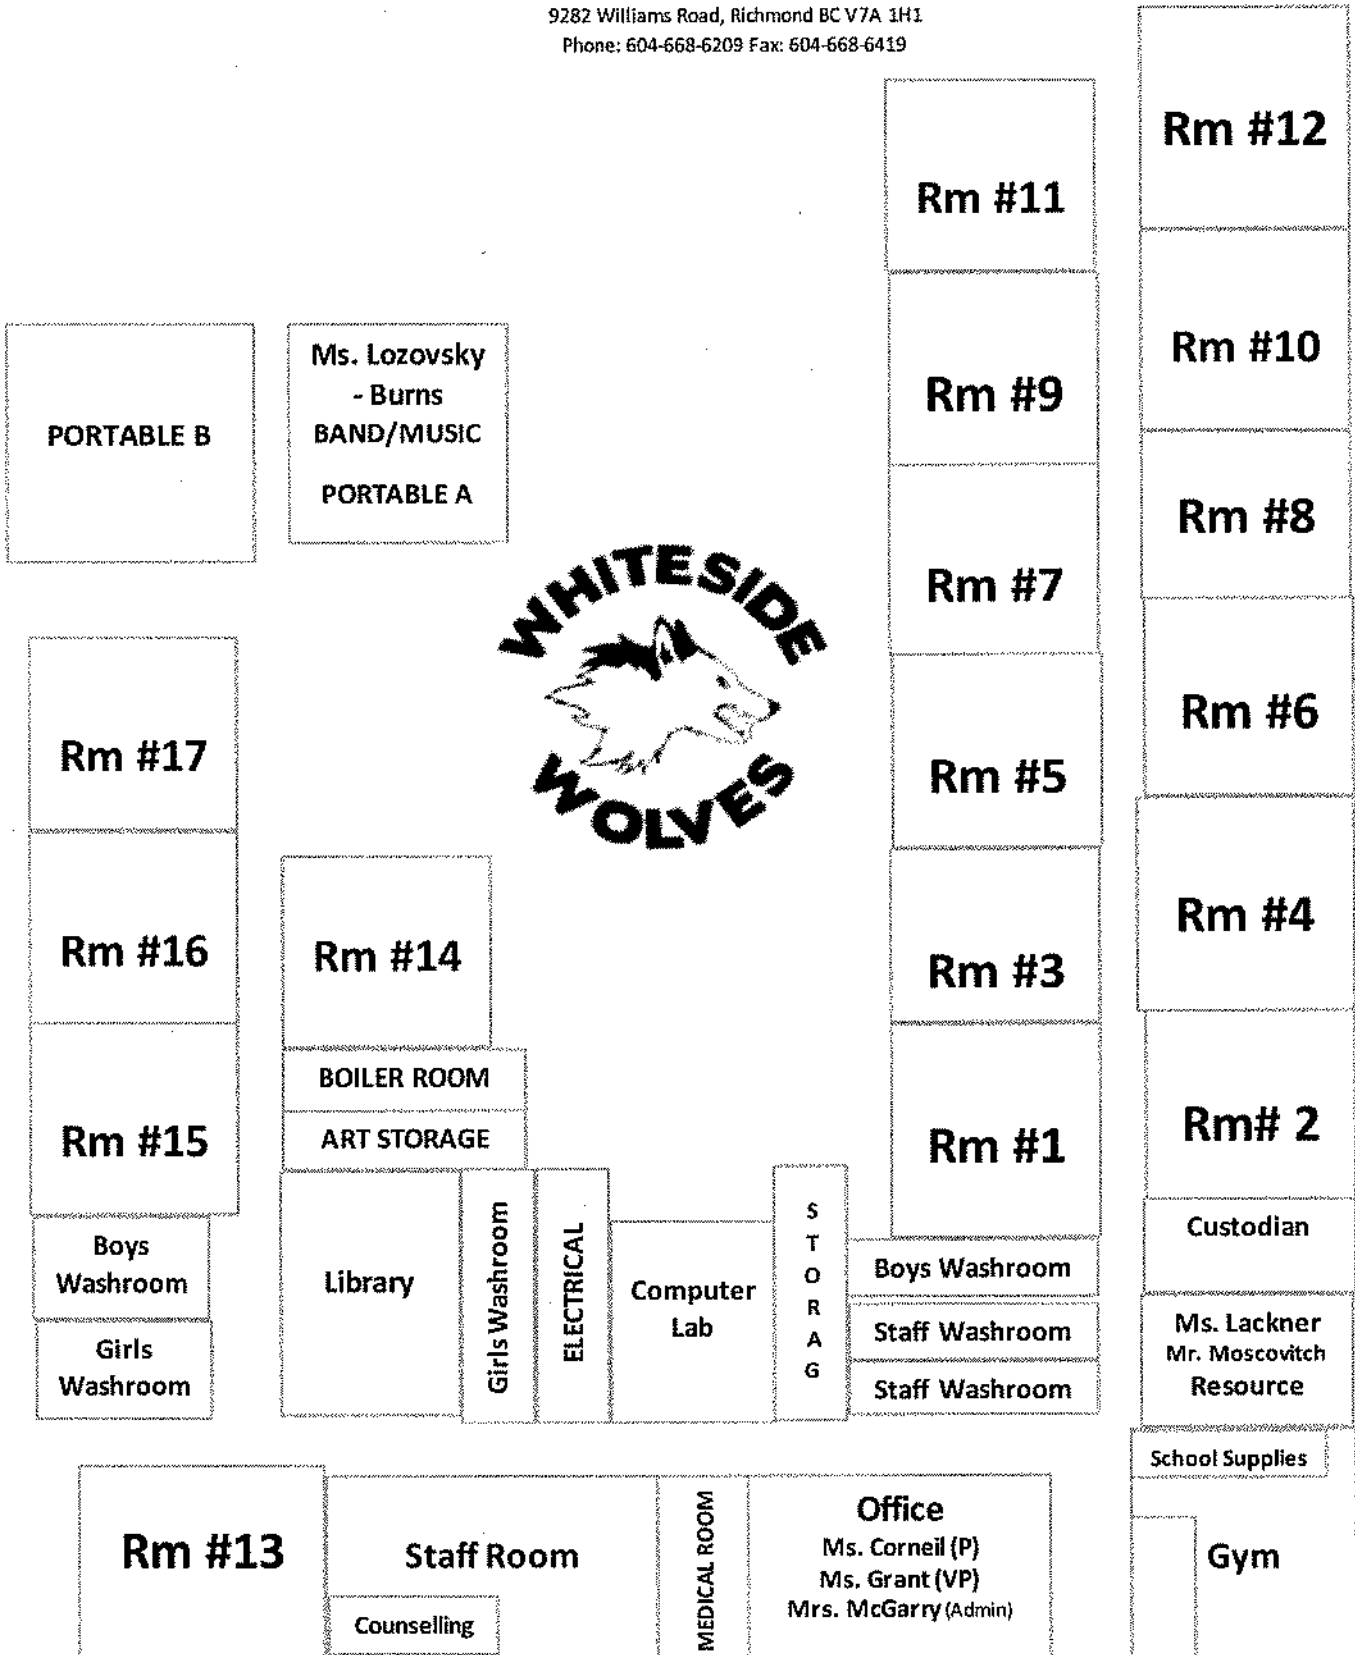 9282 Williams Road, Richmond BC V7A 1H1
Phone: 604-668-6209 Fax: 604-668-6419
Rm #12
Rm #11
Rm #10
Rm #9
Rm #8
Rm #7
Rm #6
Rm #5
Rm #4
Rm #3
Rm# 2
Rm #1
PORTABLE B
Ms. Lozovsky
- Burns
BAND/MUSIC
PORTABLE A
WHITESIDE
WOLVES
Rm #17
Rm #16
Rm #15
Rm #14
BOILER ROOM
ART STORAGE
Boys
Washroom
Girls
Washroom
Library
Girls Washroom
ELECTRICAL
Computer
Lab
S
T
O
R
A
G
Boys Washroom
Staff Washroom
Staff Washroom
Custodian
Ms. Lackner
Mr. Moscovitch
Resource
School Supplies
Rm #13
Staff Room
Counselling
MEDICAL ROOM
Office
Ms. Corneil (P)
Ms. Grant (VP)
Mrs. McGarry (Admin)
Gym